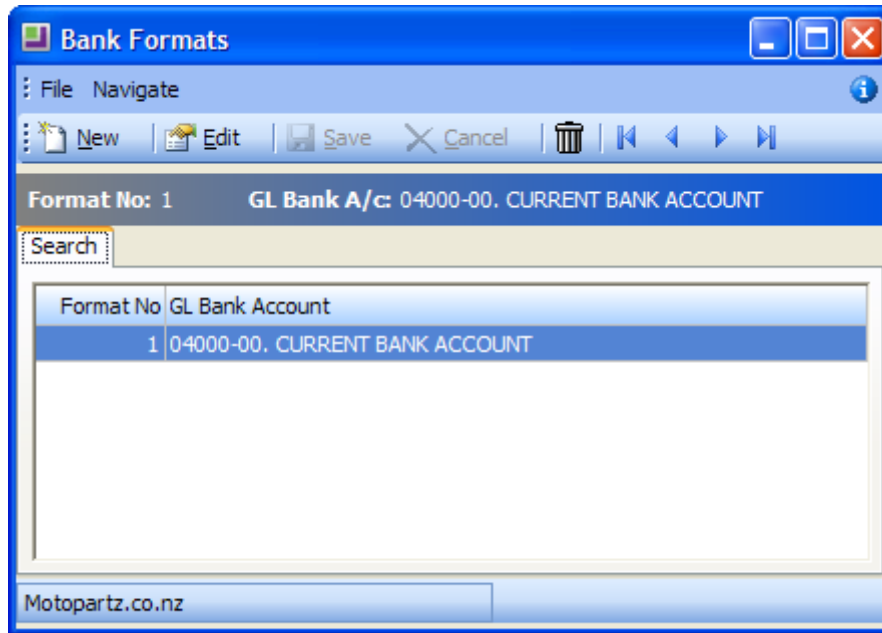 Bank Formats
File Navigate
New Edit Save Cancel
Format No: 1 GL Bank A/c: 04000-00. CURRENT BANK ACCOUNT
Search
Format No GL Bank Account
1 04000-00. CURRENT BANK ACCOUNT
Motopartz.co.nz